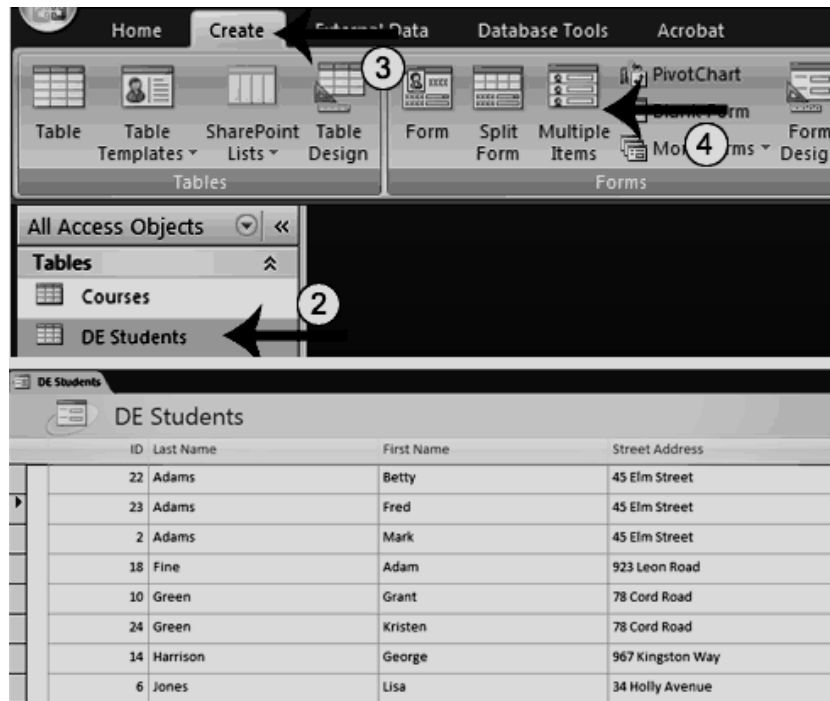 Home Create External Data Database Tools Acrobat
3
Table Table Templates SharePoint Lists Table Design Form Split Form Multiple Items PivotChart
Blank Form
4
Form
Tables Forms
All Access Objects «
Tables
Courses
2
DE Students
DE Students
DE Students
ID Last Name First Name Street Address
22 Adams Betty 45 Elm Street
23 Adams Fred 45 Elm Street
2 Adams Mark 45 Elm Street
18 Fine Adam 923 Leon Road
10 Green Grant 78 Cord Road
24 Green Kristen 78 Cord Road
14 Harrison George 967 Kingston Way
6 Jones Lisa 34 Holly Avenue